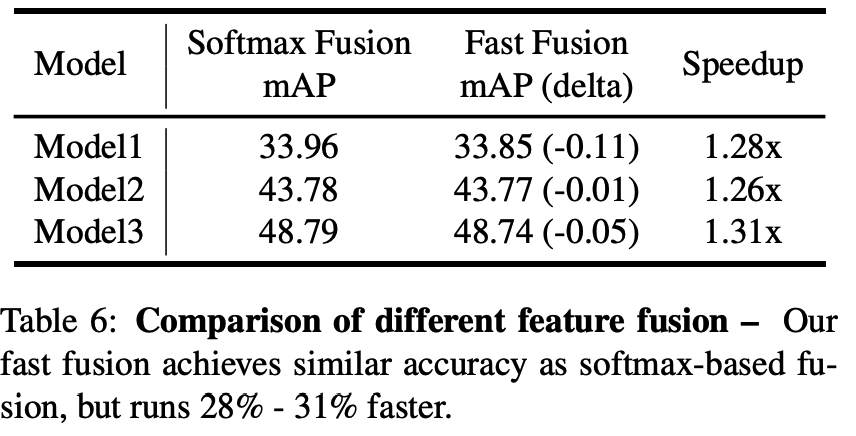 Model Softmax Fusion mAP Fast Fusion mAP (delta) Speedup
Model1 33.96 33.85 (-0.11) 1.28x
Model2 43.78 43.77 (-0.01) 1.26x
Model3 48.79 48.74 (-0.05) 1.31x
Table 6: Comparison of different feature fusion – Our
fast fusion achieves similar accuracy as softmax-based fu-
sion, but runs 28% - 31% faster.